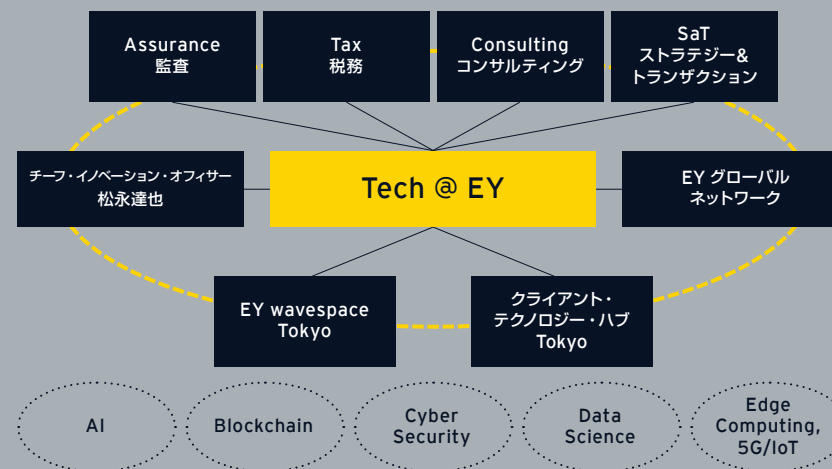 Assurance
監査
Tax
税務
Consulting
コンサルティング
SaT
ストラテジー&
トランザクション
チーフ・イノベーション・オフィサー
松永達也
Tech @ EY
EY グローバル
ネットワーク
EY wavespace
Tokyo
クライアント・
テクノロジー・ハブ
Tokyo
AI
Blockchain
Cyber
Security
Data
Science
Edge
Computing,
5G/IoT